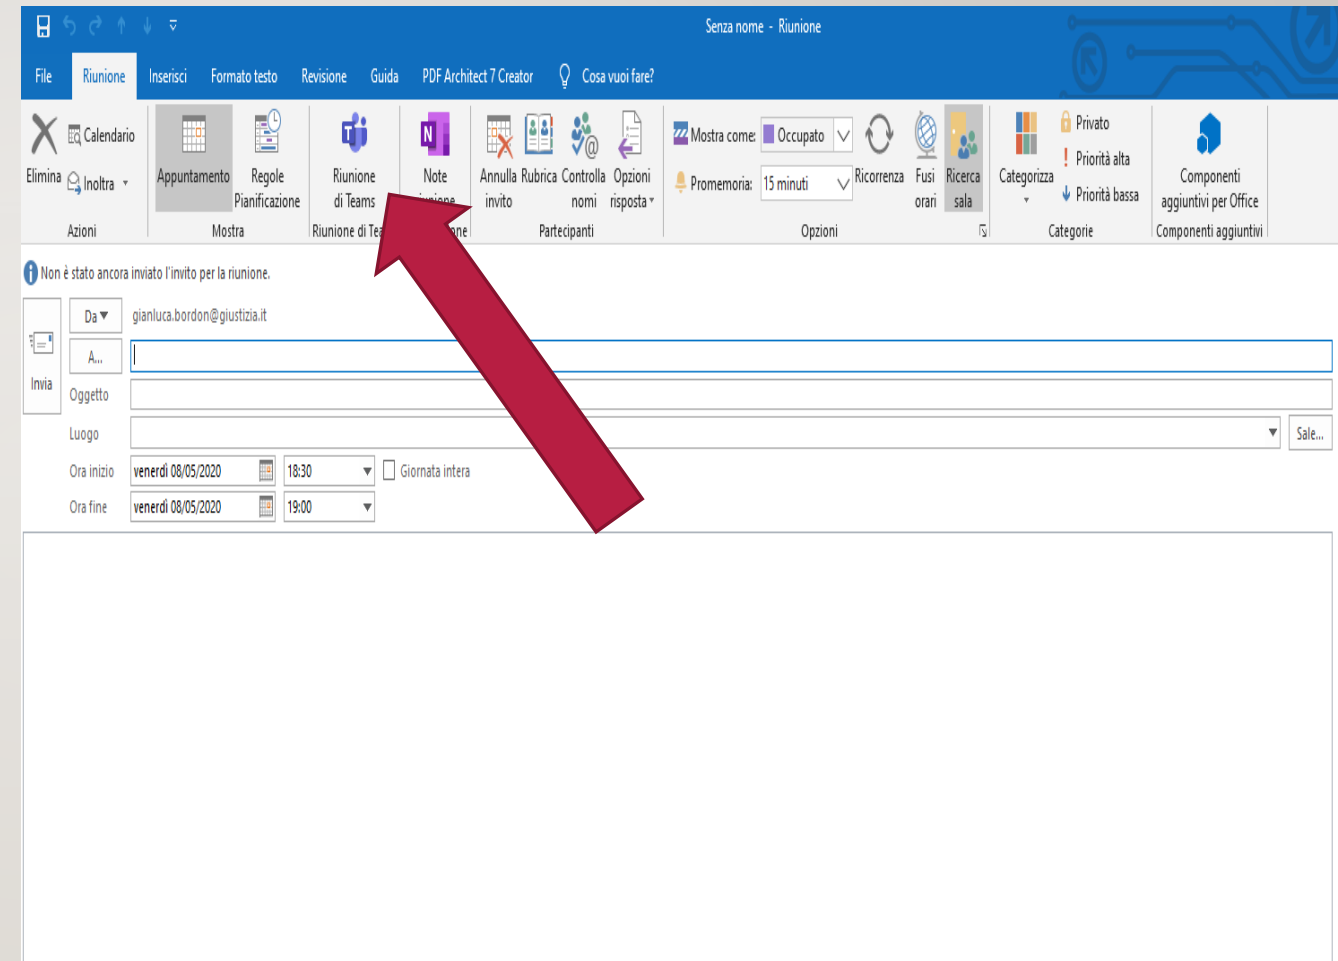 Senza nome - Riunione
File Riunione Inserisci Formato testo Revisione Guida PDF Architect 7 Creator Cosa vuoi fare?
Elimina Calendario Inoltra
Azioni
Appuntamento Regole Pianificazione
Mostra
Riunione di Teams
Riunione di
Note
Annulla invito Rubrica Controlla nomi Opzioni risposta
Partecipanti
Mostra come: Occupato
Promemoria: 15 minuti
Ricorrenza Fusi orari Ricerca sala
Opzioni
Categorizza
Privato
Priorità alta
Priorità bassa
Categorie
Componenti aggiuntivi per Office
Componenti aggiuntivi
Non è stato ancora inviato l'invito per la riunione.
Invia
Da gianluca.bordon@giustizia.it
A...
Oggetto
Luogo Sale...
Ora inizio venerdì 08/05/2020 18:30 Giornata intera
Ora fine venerdì 08/05/2020 19:00